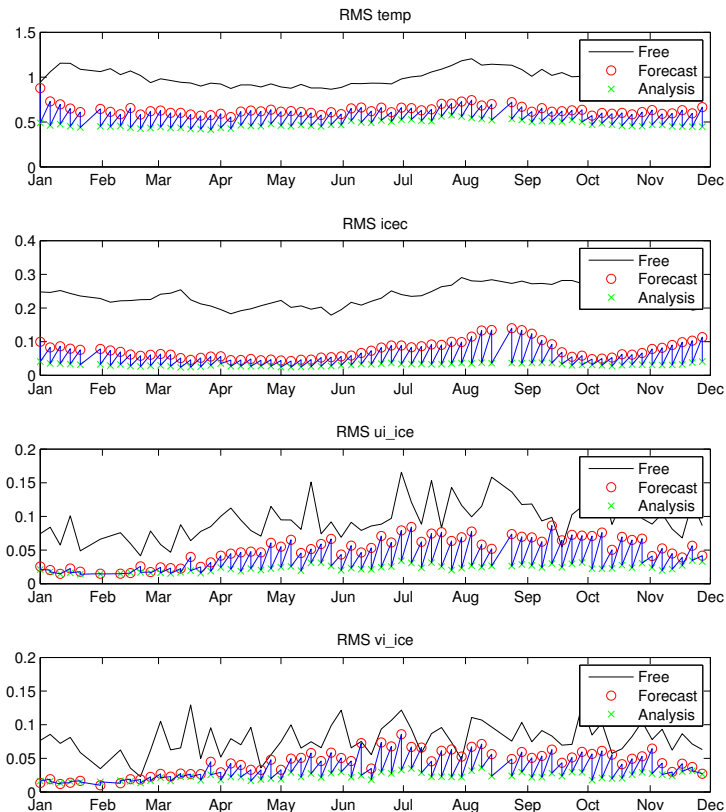 RMS temp
1.5
1
0.5
0
Free
Forecast
Analysis
Jan Feb Mar Apr May Jun Jul Aug Sep Oct Nov Dec
RMS icec
0.4
0.3
0.2
0.1
0
Free
Forecast
Analysis
Jan Feb Mar Apr May Jun Jul Aug Sep Oct Nov Dec
RMS ui_ice
0.2
0.15
0.1
0.05
0
Free
Forecast
Analysis
Jan Feb Mar Apr May Jun Jul Aug Sep Oct Nov Dec
RMS vi_ice
0.2
0.15
0.1
0.05
0
Free
Forecast
Analysis
Jan Feb Mar Apr May Jun Jul Aug Sep Oct Nov Dec